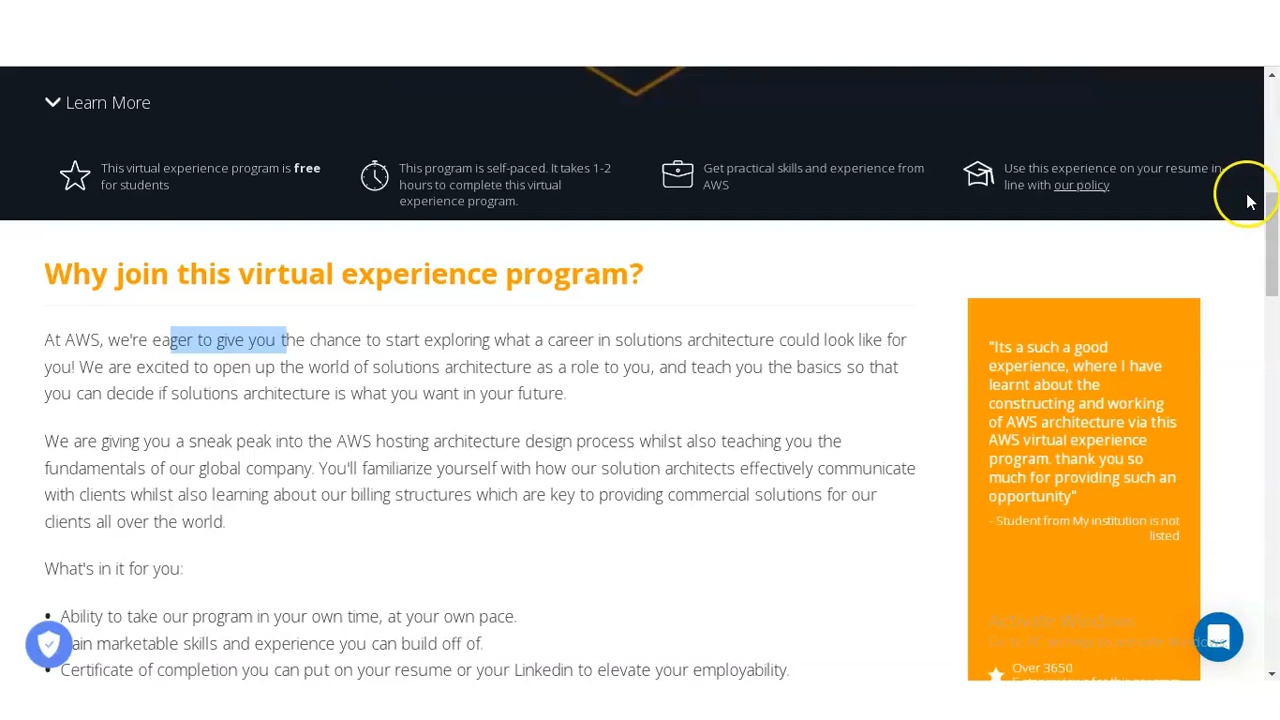 Learn More
This virtual experience program is free
for students
This program is self-paced. It takes 1-2
hours to complete this virtual
experience program.
Get practical skills and experience from
AWS
Use this experience on your resume in-
line with our policy
Why join this virtual experience program?
At AWS, we're eager to give you the chance to start exploring what a career in solutions architecture could look like for
you! We are excited to open up the world of solutions architecture as a role to you, and teach you the basics so that
you can decide if solutions architecture is what you want in your future.
We are giving you a sneak peak into the AWS hosting architecture design process whilst also teaching you the
fundamentals of our global company. You'll familiarize yourself with how our solution architects effectively communicate
with clients whilst also learning about our billing structures which are key to providing commercial solutions for our
clients all over the world.
What's in it for you:
• Ability to take our program in your own time, at your own pace.
ain marketable skills and experience you can build off of.
• Certificate of completion you can put on your resume or your Linkedin to elevate your employability.
"Its a such a good
experience, where I have
learnt about the
constructing and working
of AWS architecture via this
AWS virtual experience
program. thank you so
much for providing such an
opportunity"
- Student from My institution is not
listed
Activate Windows
Over 3650